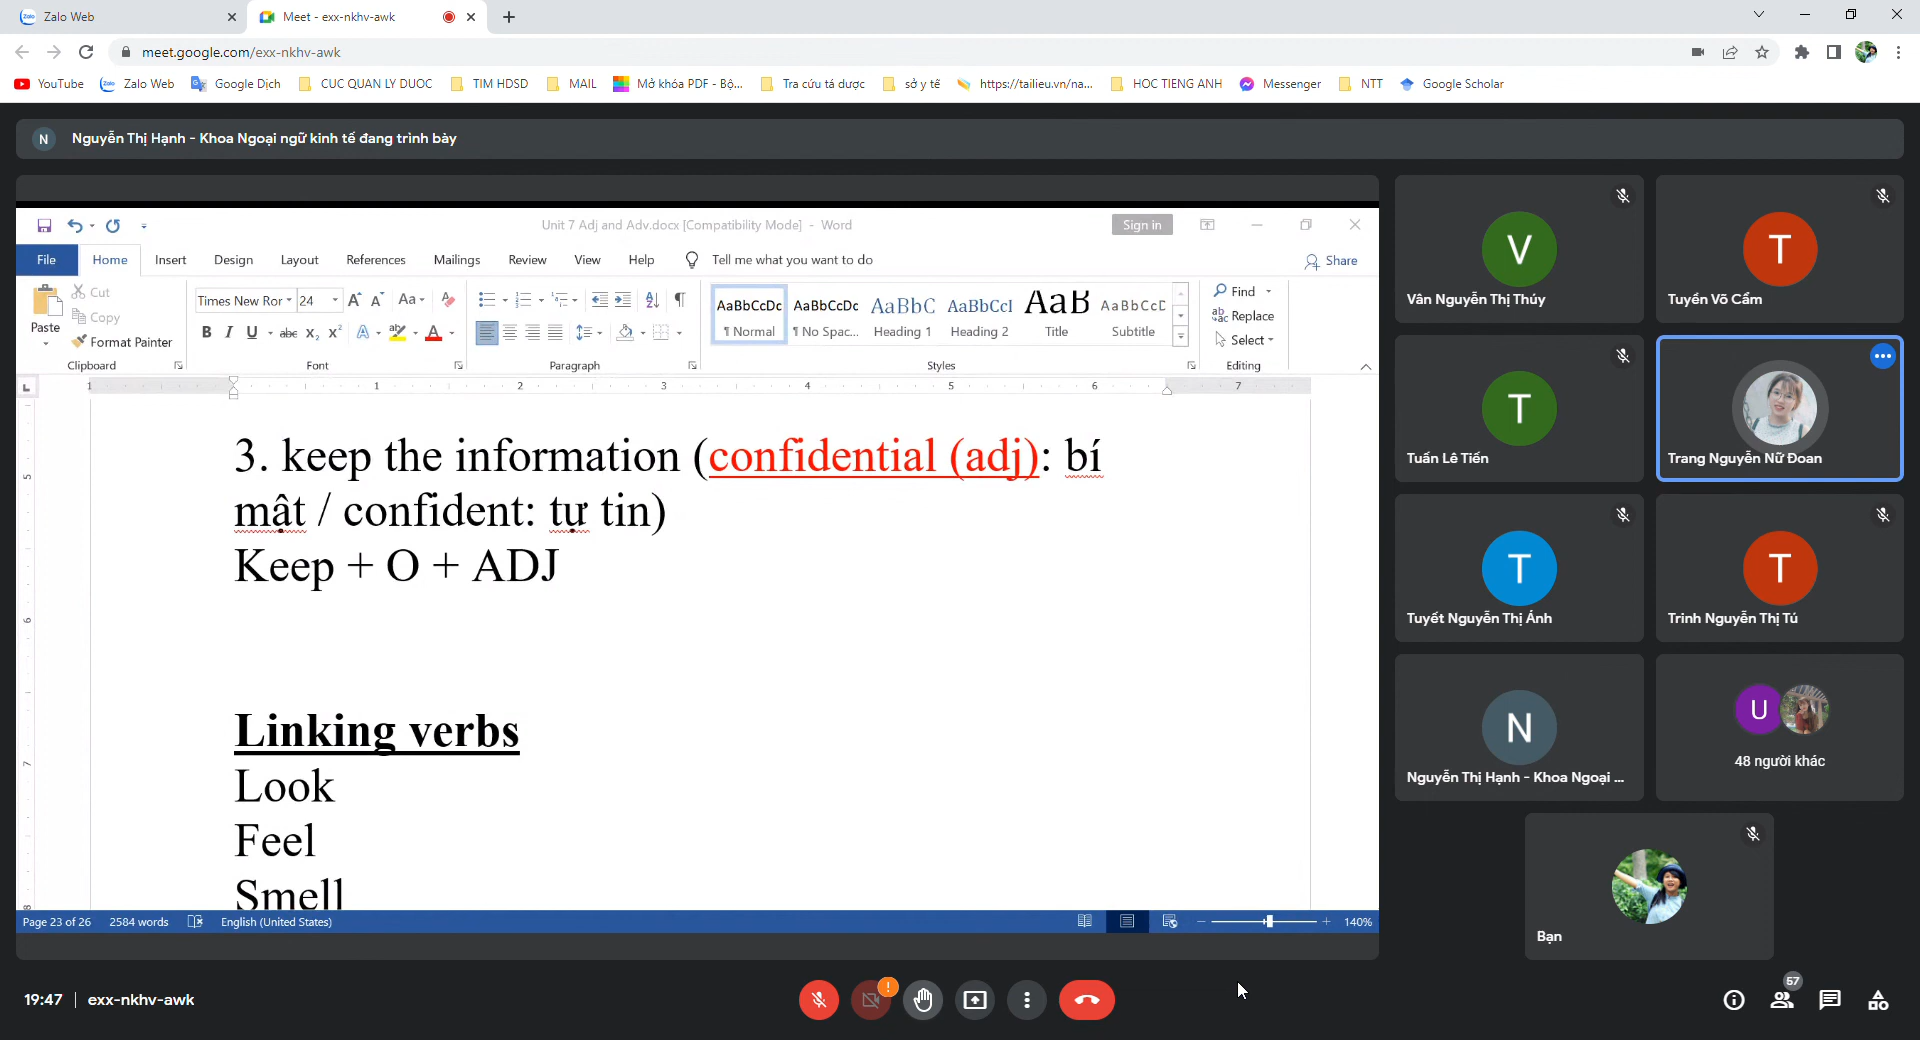 Zalo Web
Meet - exx-nkhv-awk
meet.google.com/exx-nkhv-awk
YouTube
Zalo Web
Google Dịch
CUC QUAN LY DUOC
TIM HDSD
MAIL
Mở khóa PDF - Bộ...
Tra cứu tá dược
sở y tế
https://tailieu.vn/na...
HOC TIENG ANH
Messenger
NTT
Google Scholar
N
Nguyễn Thị Hạnh - Khoa Ngoại ngữ kinh tế đang trình bày
Unit 7 Adj and Adv.docx [Compatibility Mode] - Word
Sign in
File
Home
Insert
Design
Layout
References
Mailings
Review
View
Help
Tell me what you want to do
Share
Paste
Cut
Copy
Format Painter
Clipboard
Times New Ror
24
Font
Paragraph
AaBbCcDc
¶ Normal
AaBbCcDc
¶ No Spac...
AaBbC
Heading 1
AaBbCcI
Heading 2
AaB
Title
AaBbCcD
Subtitle
Styles
Find
Replace
Select
Editing
3. keep the information (confidential (adj): bí
mật / confident: tự tin)
Keep + O + ADJ
Linking verbs
Look
Feel
Smell
Page 23 of 26
2584 words
English (United States)
140%
V
Vân Nguyễn Thị Thúy
T
Tuyền Võ Cẩm
T
Tuấn Lê Tiến
Trang Nguyễn Nữ Đoan
T
Tuyết Nguyễn Thị Ánh
T
Trinh Nguyễn Thị Tú
N
Nguyễn Thị Hạnh - Khoa Ngoại ...
U
48 người khác
Bạn
19:47 | exx-nkhv-awk
57